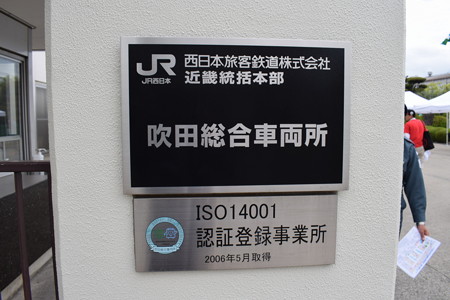 JR
JR西日本
西日本旅客鉄道株式会社
近畿統括本部
吹田総合車両所
ISO14001
認証登録事業所
2006年5月取得